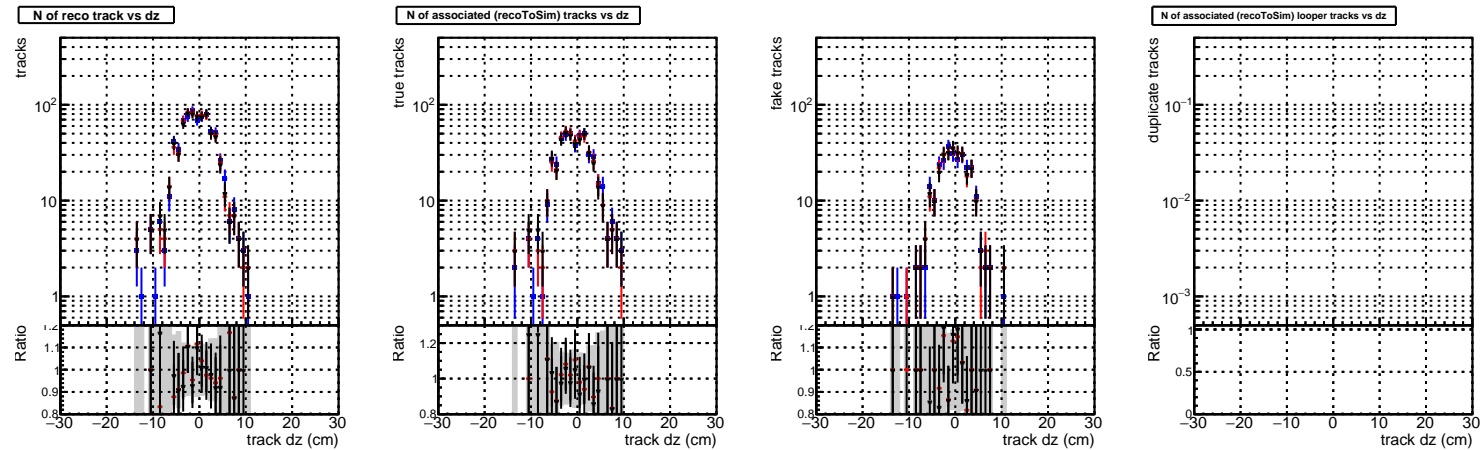 N of reco track vs dz
N of associated (recoToSim) tracks vs dz
N of associated (recoToSim) looper tracks vs dz
tracks
10²
10
1
Ratio
1.2
1.1
1
0.9
0.8
−30 −20 −10 0 10 20 30
track dz (cm)
true tracks
10²
10
1
Ratio
1.2
1
0.8
−30 −20 −10 0 10 20 30
track dz (cm)
fake tracks
10²
10
1
Ratio
1.2
1.1
1
0.9
0.8
−30 −20 −10 0 10 20 30
track dz (cm)
duplicate tracks
10⁻¹
10⁻²
10⁻³
Ratio
1
0.5
0
−30 −20 −10 0 10 20 30
track dz (cm)